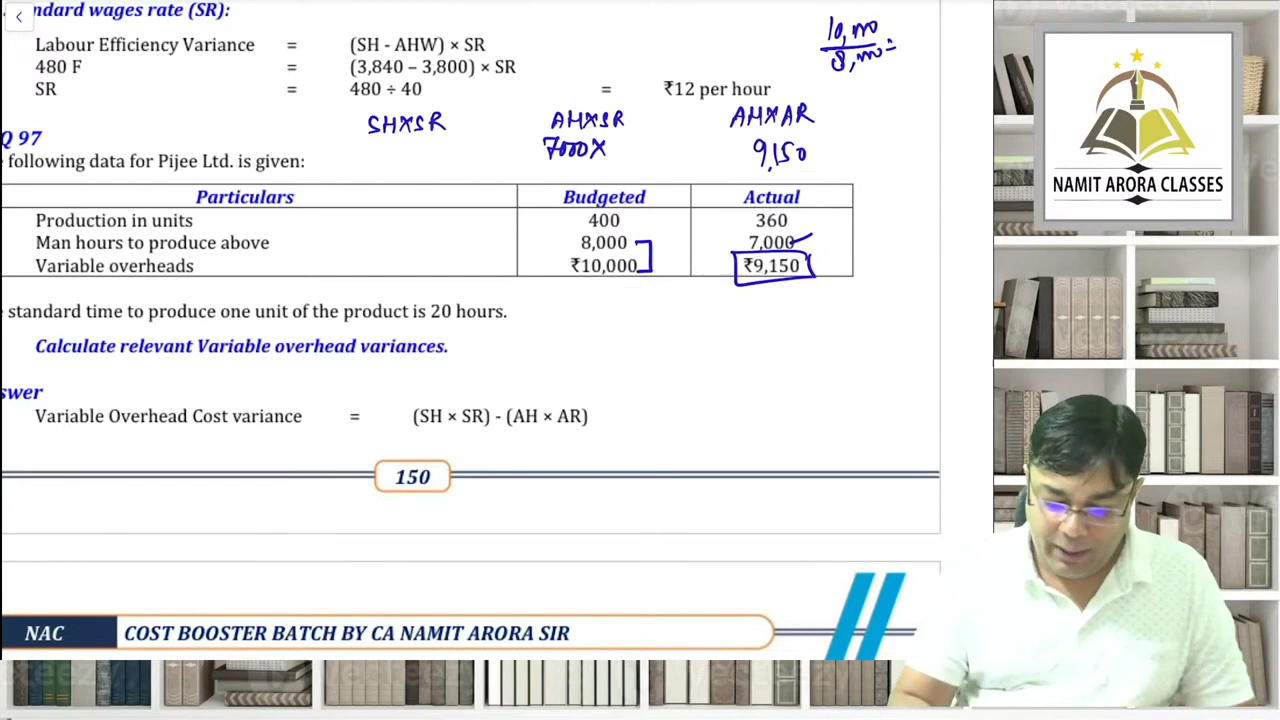 ndard wages rate (SR):
Labour Efficiency Variance = (SH - AHW) × SR
480 F = (3,840 – 3,800) × SR
SR = 480 ÷ 40 = ₹12 per hour
10,000
8,000 =
SH×SR AH×SR AH×AR
7000× 9,150
Q 97
following data for Pijee Ltd. is given:
Particulars Budgeted Actual
Production in units 400 360
Man hours to produce above 8,000 7,000
Variable overheads ₹10,000 ₹9,150
standard time to produce one unit of the product is 20 hours.
Calculate relevant Variable overhead variances.
swer
Variable Overhead Cost variance = (SH × SR) - (AH × AR)
150
NAC COST BOOSTER BATCH BY CA NAMIT ARORA SIR
NAMIT ARORA CLASSES